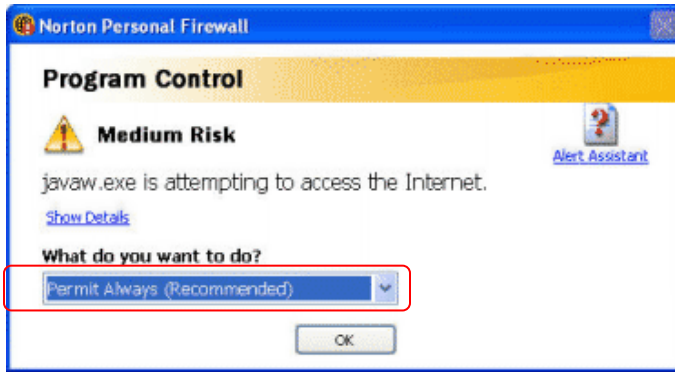 Norton Personal Firewall
Program Control
Medium Risk
Alert Assistant
javaw.exe is attempting to access the Internet.
Show Details
What do you want to do?
Permit Always (Recommended)
OK